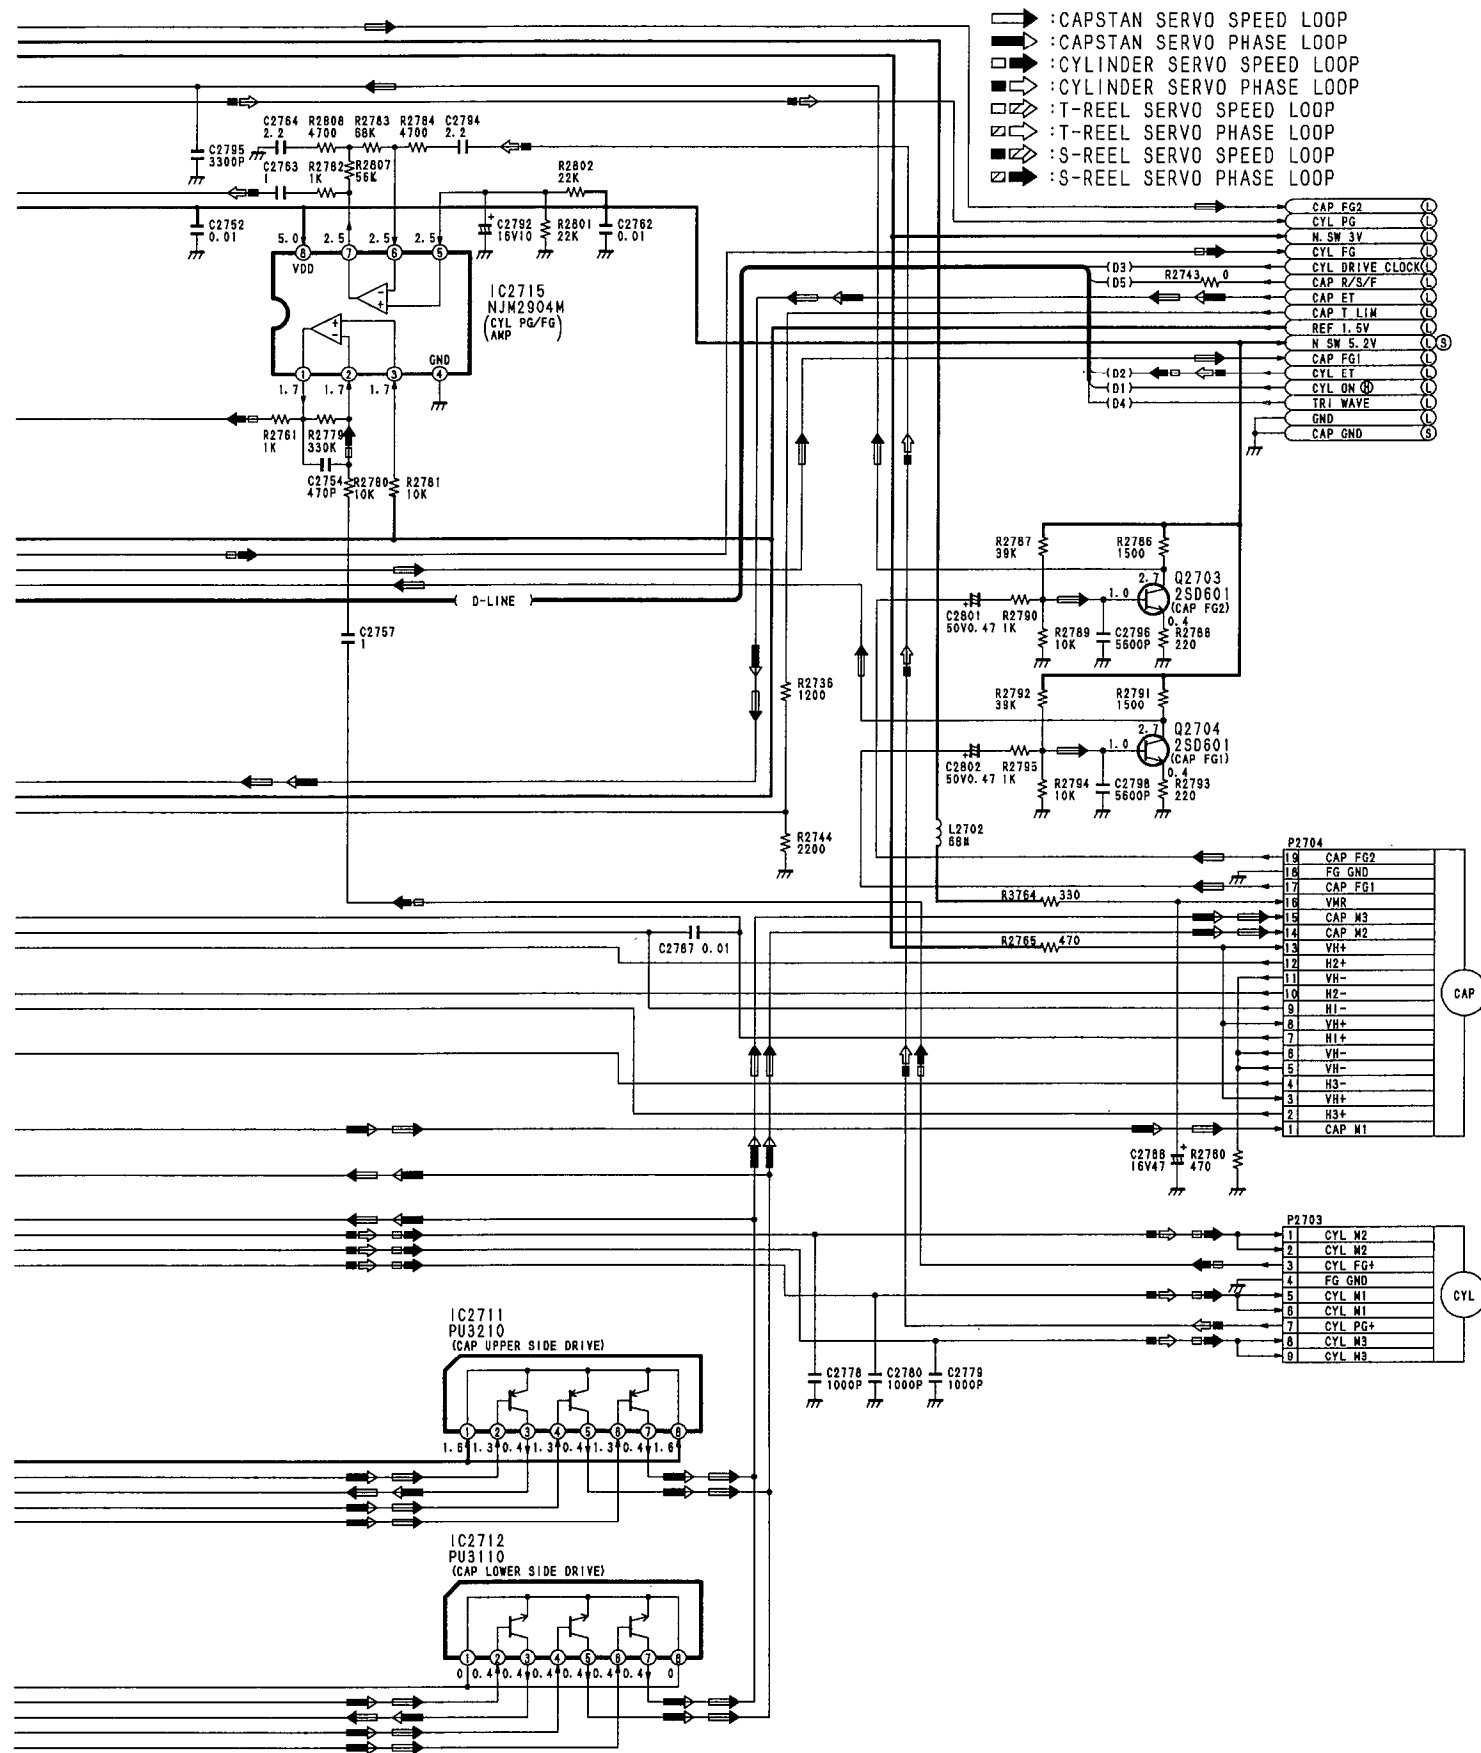 :CAPSTAN SERVO SPEED LOOP
:CAPSTAN SERVO PHASE LOOP
:CYLINDER SERVO SPEED LOOP
:CYLINDER SERVO PHASE LOOP
:T-REEL SERVO SPEED LOOP
:T-REEL SERVO PHASE LOOP
:S-REEL SERVO SPEED LOOP
:S-REEL SERVO PHASE LOOP
C2764 R2808 R2783 R2784 C2794
2.2 4700 68K 4700 2.2
C2795
3300P
C2763 R2782 R2807
1 1K 56K
R2802
22K
C2752
0.01
C2792
16V10
R2801
22K
C2762
0.01
5.0 2.5 2.5 2.5
8 7 6 5
VDD
IC2715
NJM2904M
(CYL PG/FG)
AMP
GND
1 2 3 4
1.7 1.7 1.7
R2761
1K
R2779
330K
C2754
470P
R2780
10K
R2781
10K
CAP FG2 L
CYL PG L
N.SW 3V L
CYL FG L
(D3) CYL DRIVE CLOCK L
(D5) R2743 0 CAP R/S/F L
CAP ET L
CAP T LIM L
REF 1.5V L
N SW 5.2V L S
CAP FG1 L
(D2) CYL ET L
(D1) CYL ON H L
(D4) TRI WAVE L
GND L
CAP GND S
( D-LINE )
C2757
1
R2787
39K
R2786
1500
2.7
Q2703
2SD601
(CAP FG2)
1.0
0.4
C2801
50V0.47
R2790
1K
R2789
10K
C2796
5600P
R2788
220
R2736
1200
R2792
39K
R2791
1500
2.7
Q2704
2SD601
(CAP FG1)
1.0
0.4
C2802
50V0.47
R2795
1K
R2794
10K
C2798
5600P
R2793
220
R2744
2200
L2702
P2704
19 CAP FG2
18 FG GND
17 CAP FG1
R3764 330
16 VMR
15 CAP M3
14 CAP M2
R2765 470
13 VH+
12 H2+
11 VH-
10 H2-
9 H1-
8 VH+
7 H1+
6 VH-
5 VH-
4 H3-
3 VH+
2 H3+
1 CAP M1
CAP
C2767 0.01
C2788
16V47
R2760
470
P2703
1 CYL M2
2 CYL M2
3 CYL FG+
4 FG GND
5 CYL M1
6 CYL M1
7 CYL PG+
8 CYL M3
9 CYL M3
CYL
C2778
1000P
C2780
1000P
C2779
1000P
IC2711
PU3210
(CAP UPPER SIDE DRIVE)
1 2 3 4 5 6 7 8
1.6 1.3 0.4 1.3 0.4 1.3 0.4 1.6
IC2712
PU3110
(CAP LOWER SIDE DRIVE)
1 2 3 4 5 6 7 8
0 0.4 0.4 0.4 0.4 0.4 0.4 0